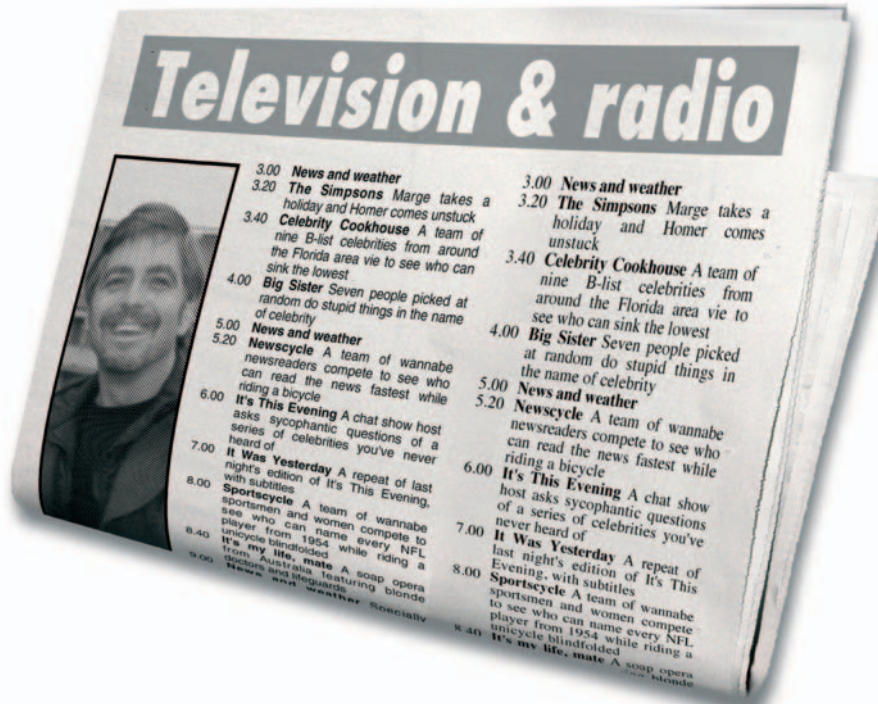 Television & radio
3.00 News and weather
3.20 The Simpsons Marge takes a
holiday and Homer comes unstuck
3.40 Celebrity Cookhouse A team of
nine B-list celebrities from around
the Florida area vie to see who can
sink the lowest
4.00 Big Sister Seven people picked at
random do stupid things in the name
of celebrity
5.00 News and weather
5.20 Newscycle A team of wannabe
newsreaders compete to see who
can read the news fastest while
riding a bicycle
6.00 It's This Evening A chat show host
asks sycophantic questions of a
series of celebrities you've never
heard of
7.00 It Was Yesterday A repeat of last
night's edition of It's This Evening,
with subtitles
8.00 Sportscycle A team of wannabe
sportsmen and women compete to
see who can name every NFL
player from 1954 while riding a
unicycle blindfolded
8.40 It's my life, mate A soap opera
from Australia featuring blonde
doctors and lifeguards
9.00 News and weather Specially
3.00 News and weather
3.20 The Simpsons Marge takes a
holiday and Homer comes
unstuck
3.40 Celebrity Cookhouse A team of
nine B-list celebrities from
around the Florida area vie to
see who can sink the lowest
4.00 Big Sister Seven people picked
at random do stupid things in
the name of celebrity
5.00 News and weather
5.20 Newscycle A team of wannabe
newsreaders compete to see who
can read the news fastest while
riding a bicycle
6.00 It's This Evening A chat show
host asks sycophantic questions
of a series of celebrities you've
never heard of
7.00 It Was Yesterday A repeat of
last night's edition of It's This
Evening, with subtitles
8.00 Sportscycle A team of wannabe
sportsmen and women compete
to see who can name every NFL
player from 1954 while riding a
unicycle blindfolded
8.40 It's my life, mate A soap opera
blonde